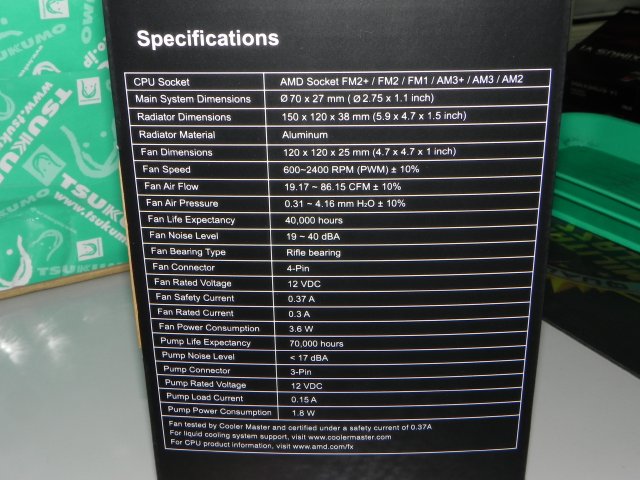 Specifications
CPU Socket AMD Socket FM2+ / FM2 / FM1 / AM3+ / AM3 / AM2
Main System Dimensions Ø 70 x 27 mm ( Ø 2.75 x 1.1 inch)
Radiator Dimensions 150 x 120 x 38 mm (5.9 x 4.7 x 1.5 inch)
Radiator Material Aluminum
Fan Dimensions 120 x 120 x 25 mm (4.7 x 4.7 x 1 inch)
Fan Speed 600~2400 RPM (PWM) ± 10%
Fan Air Flow 19.17 ~ 86.15 CFM ± 10%
Fan Air Pressure 0.31 ~ 4.16 mm H₂O ± 10%
Fan Life Expectancy 40,000 hours
Fan Noise Level 19 ~ 40 dBA
Fan Bearing Type Rifle bearing
Fan Connector 4-Pin
Fan Rated Voltage 12 VDC
Fan Safety Current 0.37 A
Fan Rated Current 0.3 A
Fan Power Consumption 3.6 W
Pump Life Expectancy 70,000 hours
Pump Noise Level < 17 dBA
Pump Connector 3-Pin
Pump Rated Voltage 12 VDC
Pump Load Current 0.15 A
Pump Power Consumption 1.8 W
Fan tested by Cooler Master and certified under a safety current of 0.37A
For liquid cooling system support, visit www.coolermaster.com
For CPU product information, visit www.amd.com/fx
TSUKUMO
www.tsukumo